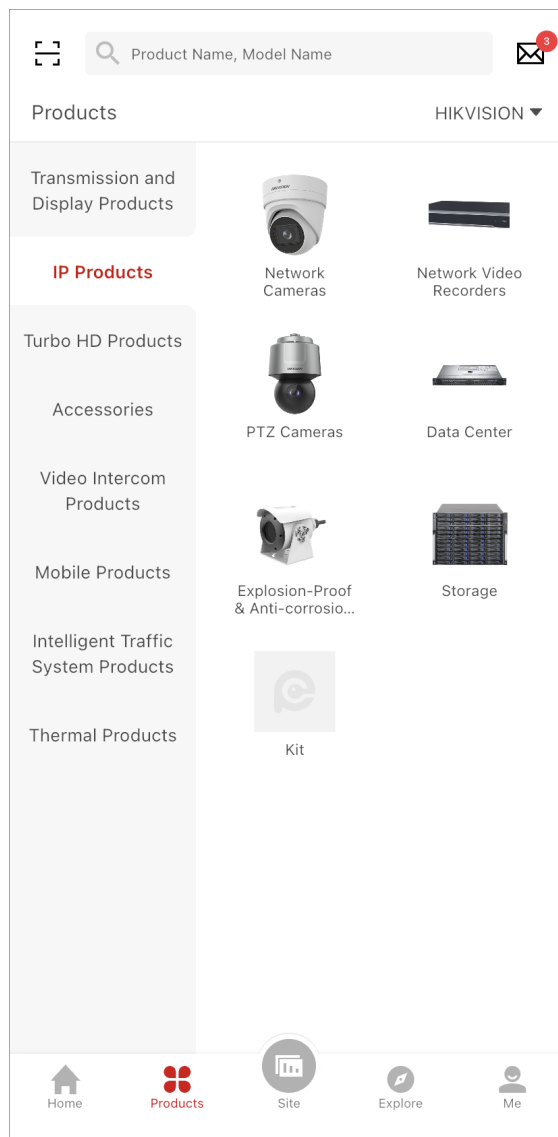 Product Name, Model Name
3
Products
HIKVISION
Transmission and
Display Products
IP Products
Turbo HD Products
Accessories
Video Intercom
Products
Mobile Products
Intelligent Traffic
System Products
Thermal Products
Network
Cameras
Network Video
Recorders
PTZ Cameras
Data Center
Explosion-Proof
& Anti-corrosio...
Storage
Kit
Home
Products
Site
Explore
Me